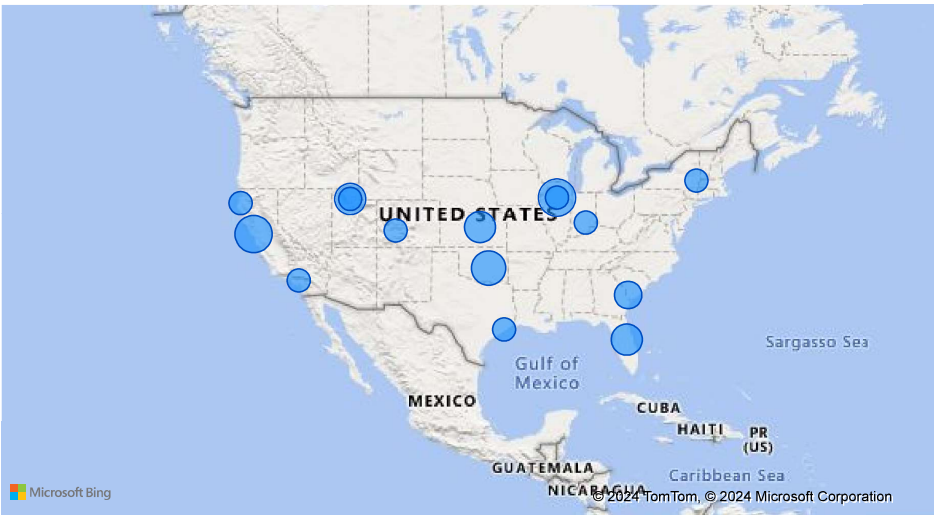 UNITED STATES
Gulf of
Mexico
Sargasso Sea
MEXICO
CUBA
HAITI
PR
(US)
GUATEMALA
Caribbean Sea
NICARAGUA
Microsoft Bing
© 2024 TomTom, © 2024 Microsoft Corporation